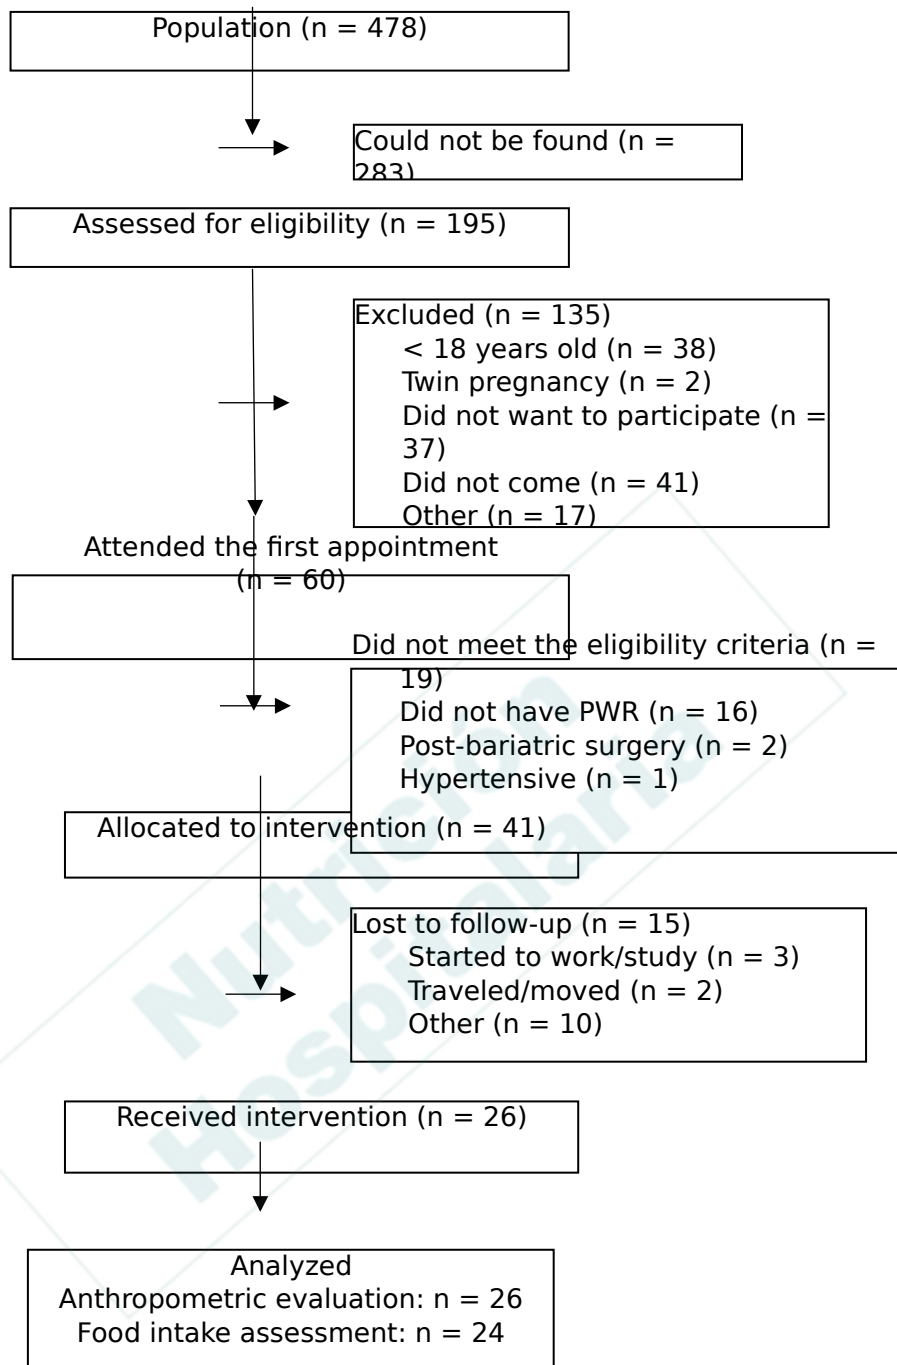 Population (n = 478)
Could not be found (n =
283)
Assessed for eligibility (n = 195)
Excluded (n = 135)
< 18 years old (n = 38)
Twin pregnancy (n = 2)
Did not want to participate (n =
37)
Did not come (n = 41)
Other (n = 17)
Attended the first appointment
(n = 60)
Did not meet the eligibility criteria (n =
19)
Did not have PWR (n = 16)
Post-bariatric surgery (n = 2)
Hypertensive (n = 1)
Allocated to intervention (n = 41)
Lost to follow-up (n = 15)
Started to work/study (n = 3)
Traveled/moved (n = 2)
Other (n = 10)
Received intervention (n = 26)
Analyzed
Anthropometric evaluation: n = 26
Food intake assessment: n = 24
Nutrición
Hospitalaria